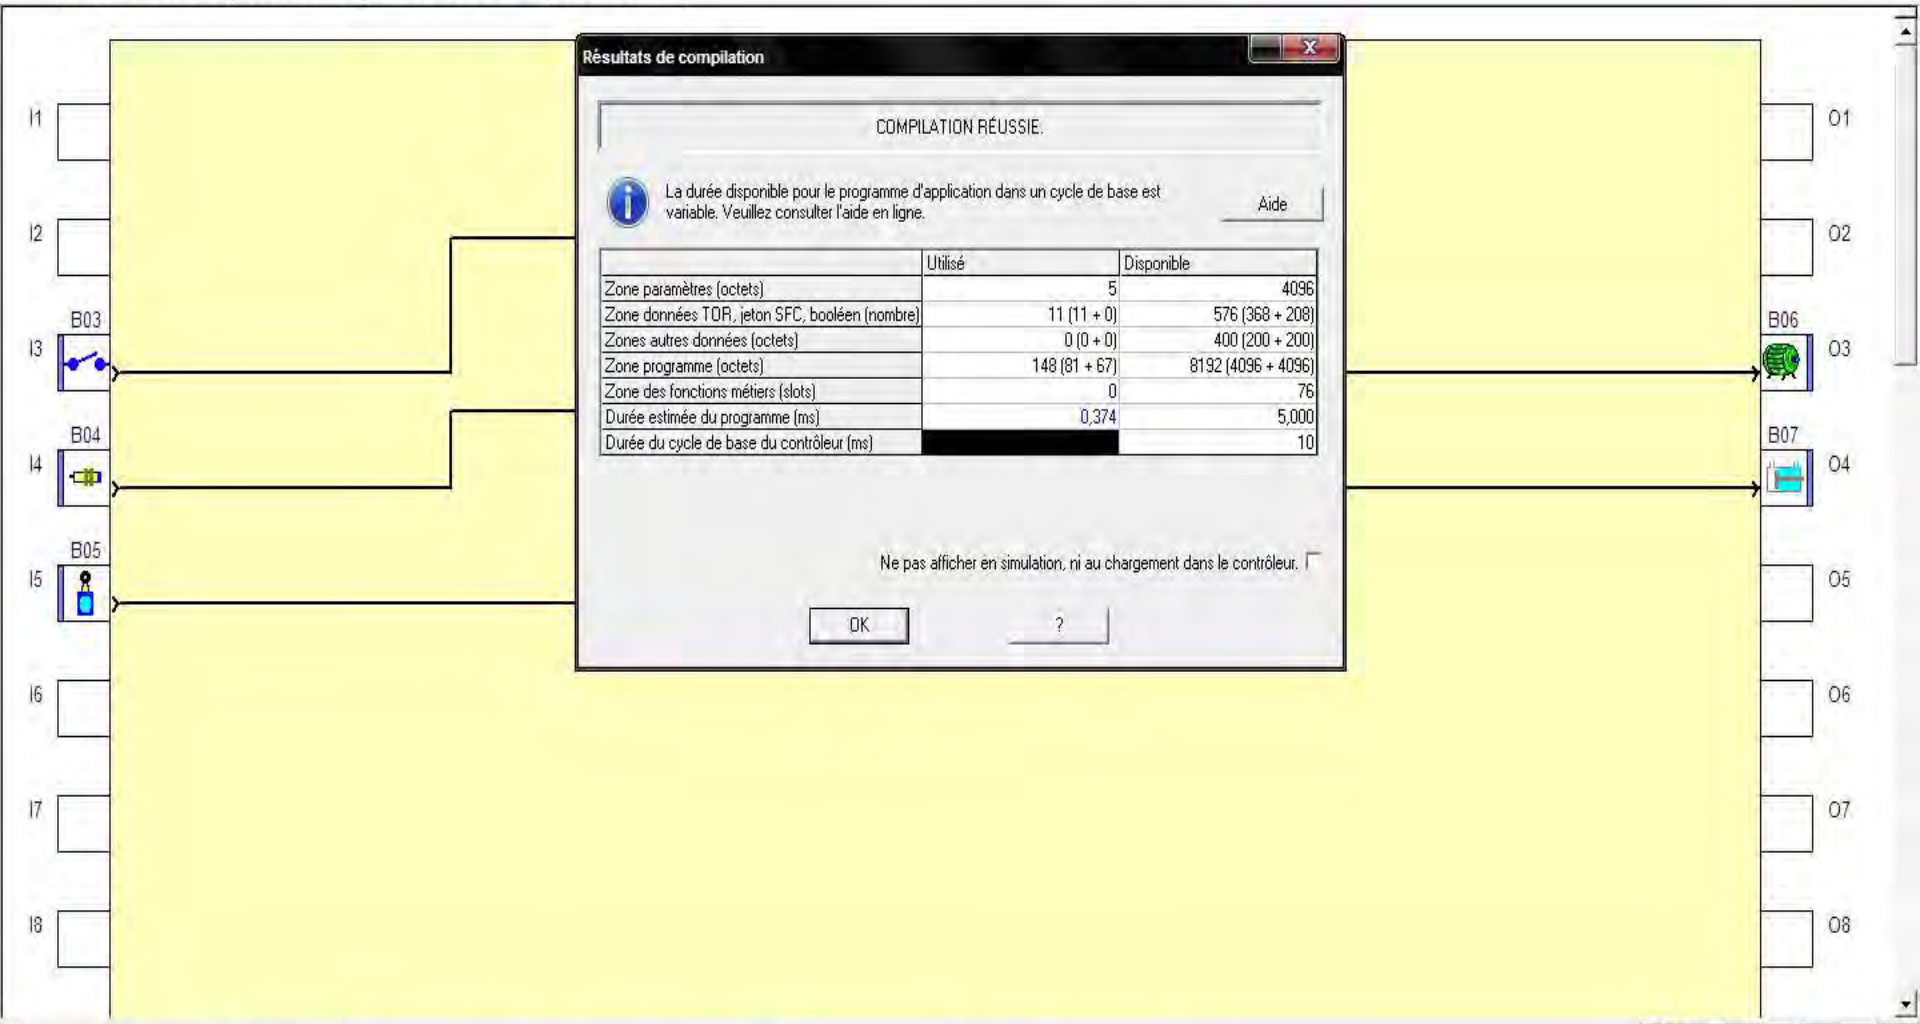 Résultats de compilation
X
COMPILATION RÉUSSIE.
La durée disponible pour le programme d'application dans un cycle de base est
variable. Veuillez consulter l'aide en ligne.
Aide
Utilisé Disponible
Zone paramètres (octets) 5 4096
Zone données TOR, jeton SFC, booléen (nombre) 11 (11 + 0) 576 (368 + 208)
Zones autres données (octets) 0 (0 + 0) 400 (200 + 200)
Zone programme (octets) 148 (81 + 67) 8192 (4096 + 4096)
Zone des fonctions métiers (slots) 0 76
Durée estimée du programme (ms) 0,374 5,000
Durée du cycle de base du contrôleur (ms) 10
Ne pas afficher en simulation, ni au chargement dans le contrôleur.
OK ?
I1
I2
B03
I3
B04
I4
B05
I5
I6
I7
I8
O1
O2
B06
O3
B07
O4
O5
O6
O7
O8